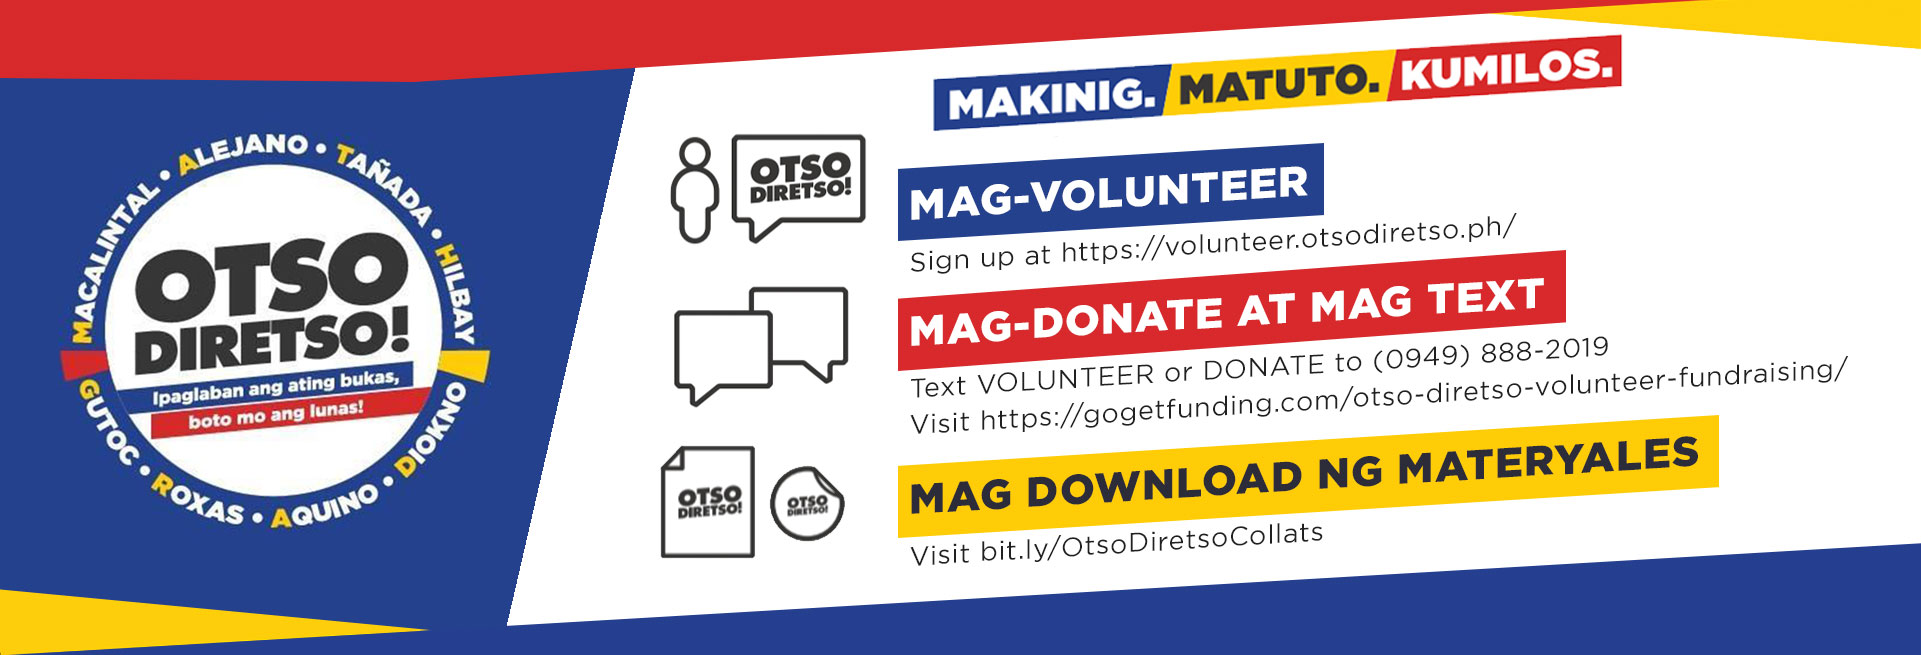 MACALINTAL • ALEJANO • TAÑADA • HILBAY
OTSO
DIRETSO!
Ipaglaban ang ating bukas,
boto mo ang lunas!
GUTOC • ROXAS • AQUINO • DIOKNO
MAKINIG. MATUTO. KUMILOS.
OTSO
DIRETSO!
MAG-VOLUNTEER
Sign up at https://volunteer.otsodiretso.ph/
MAG-DONATE AT MAG TEXT
Text VOLUNTEER or DONATE to (0949) 888-2019
Visit https://gogetfunding.com/otso-diretso-volunteer-fundraising/
OTSO
DIRETSO!
OTSO
DIRETSO!
MAG DOWNLOAD NG MATERYALES
Visit bit.ly/OtsoDiretsoCollats